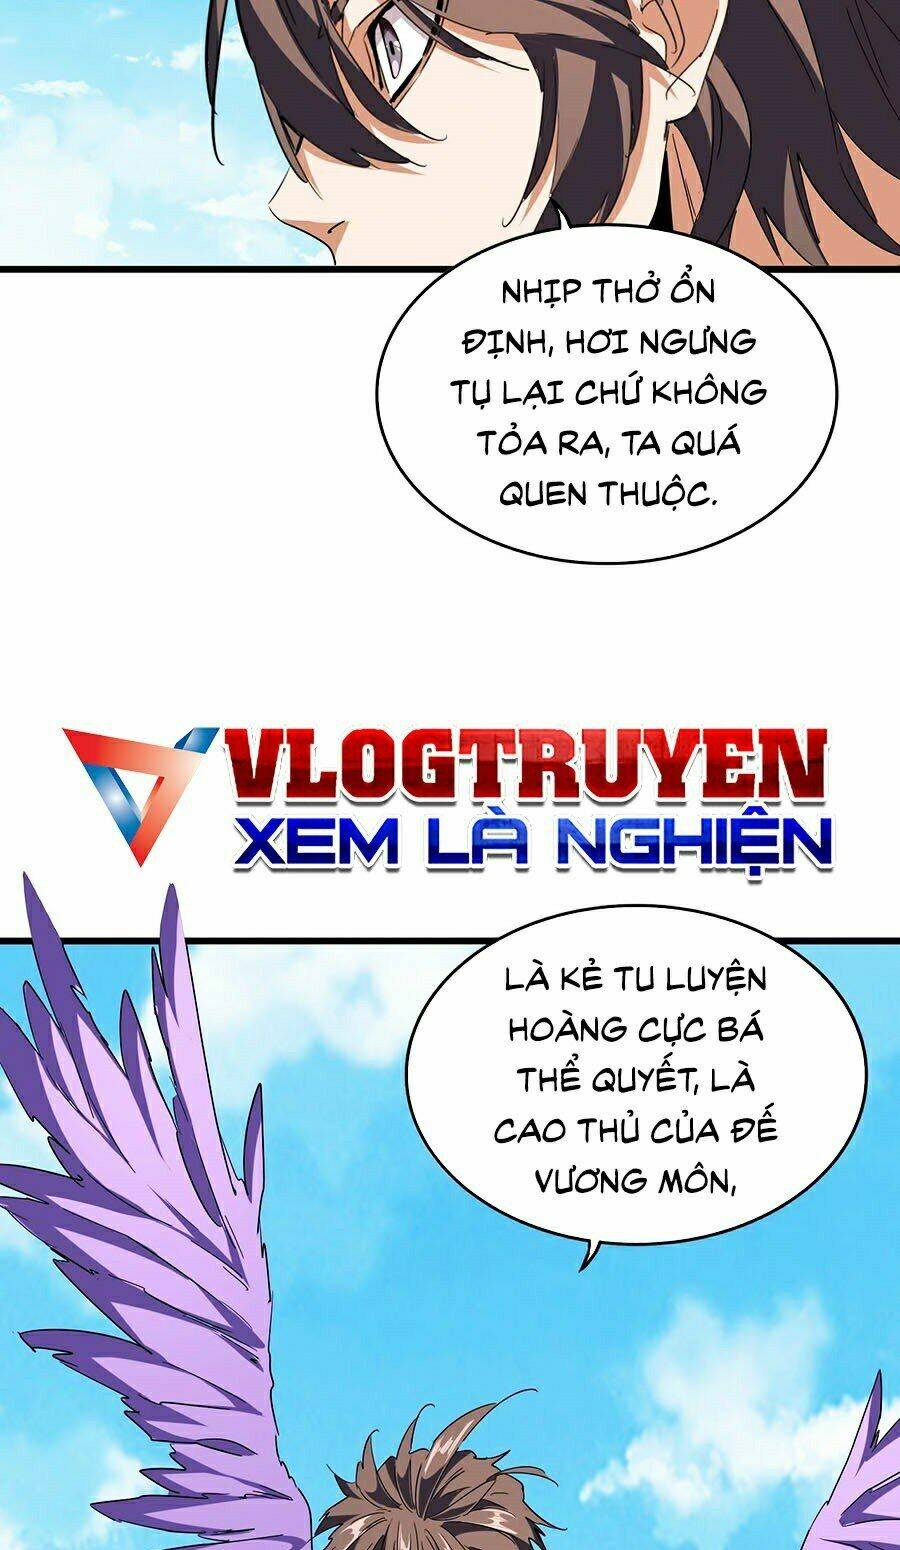 NHỊP THỞ ỔN
ĐỊNH, HƠI NGƯNG
TỤ LẠI CHỨ KHÔNG
TỎA RA, TA QUÁ
QUEN THUỘC.
VLOGTRUYEN
XEM LÀ NGHIỆN
LÀ KẺ TU LUYỆN
HOÀNG CỰC BÁ
THỂ QUYẾT, LÀ
CAO THỦ CỦA ĐẾ
VƯƠNG MÔN,